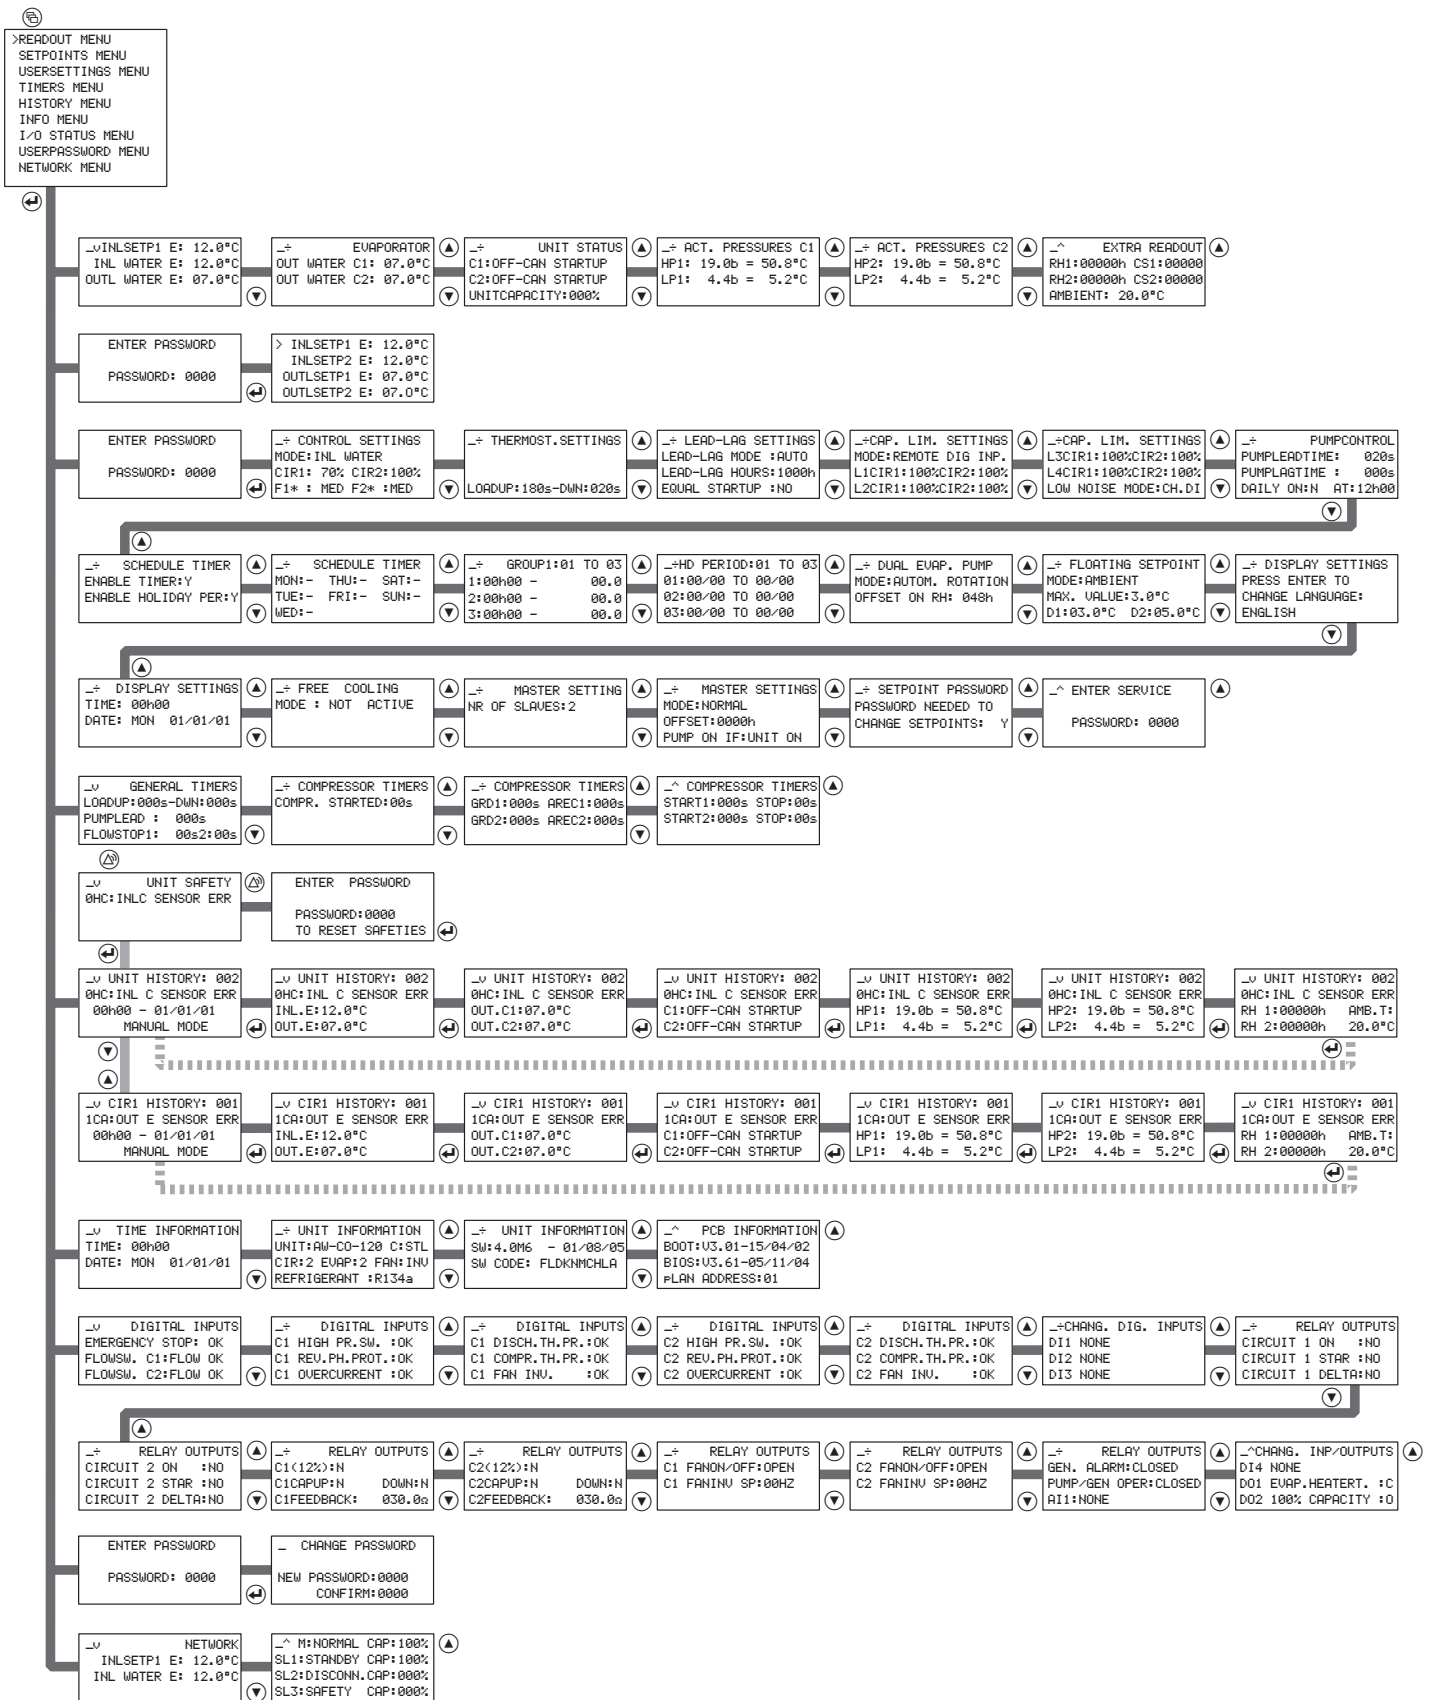 >READOUT MENU
SETPOINTS MENU
USERSETTINGS MENU
TIMERS MENU
HISTORY MENU
INFO MENU
I/O STATUS MENU
USERPASSWORD MENU
NETWORK MENU
_vINLSETP1 E: 12.0°C
INL WATER E: 12.0°C
OUTL WATER E: 07.0°C
_÷ EVAPORATOR
OUT WATER C1: 07.0°C
OUT WATER C2: 07.0°C
_÷ UNIT STATUS
C1:OFF-CAN STARTUP
C2:OFF-CAN STARTUP
UNITCAPACITY:000%
_÷ ACT. PRESSURES C1
HP1: 19.0b = 50.8°C
LP1: 4.4b = 5.2°C
_÷ ACT. PRESSURES C2
HP2: 19.0b = 50.8°C
LP2: 4.4b = 5.2°C
_^ EXTRA READOUT
RH1:00000h CS1:00000
RH2:00000h CS2:00000
AMBIENT: 20.0°C
ENTER PASSWORD
PASSWORD: 0000
> INLSETP1 E: 12.0°C
INLSETP2 E: 12.0°C
OUTLSETP1 E: 07.0°C
OUTLSETP2 E: 07.0°C
ENTER PASSWORD
PASSWORD: 0000
_÷ CONTROL SETTINGS
MODE:INL WATER
CIR1: 70% CIR2:100%
F1* : MED F2* :MED
_÷ THERMOST.SETTINGS
LOADUP:180s-DWN:020s
_÷ LEAD-LAG SETTINGS
LEAD-LAG MODE :AUTO
LEAD-LAG HOURS:1000h
EQUAL STARTUP :NO
_÷CAP. LIM. SETTINGS
MODE:REMOTE DIG INP.
L1CIR1:100%CIR2:100%
L2CIR1:100%CIR2:100%
_÷CAP. LIM. SETTINGS
L3CIR1:100%CIR2:100%
L4CIR1:100%CIR2:100%
LOW NOISE MODE:CH.DI
_÷ PUMPCONTROL
PUMPLEADTIME: 020s
PUMPLAGTIME : 000s
DAILY ON:N AT:12h00
_÷ SCHEDULE TIMER
ENABLE TIMER:Y
ENABLE HOLIDAY PER:Y
_÷ SCHEDULE TIMER
MON:- THU:- SAT:-
TUE:- FRI:- SUN:-
WED:-
_÷ GROUP1:01 TO 03
1:00h00 - 00.0
2:00h00 - 00.0
3:00h00 - 00.0
_÷HD PERIOD:01 TO 03
01:00/00 TO 00/00
02:00/00 TO 00/00
03:00/00 TO 00/00
_÷ DUAL EVAP. PUMP
MODE:AUTOM. ROTATION
OFFSET ON RH: 048h
_÷ FLOATING SETPOINT
MODE:AMBIENT
MAX. VALUE:3.0°C
D1:03.0°C D2:05.0°C
_÷ DISPLAY SETTINGS
PRESS ENTER TO
CHANGE LANGUAGE:
ENGLISH
_÷ DISPLAY SETTINGS
TIME: 00h00
DATE: MON 01/01/01
_÷ FREE COOLING
MODE : NOT ACTIVE
_÷ MASTER SETTING
NR OF SLAVES:2
_÷ MASTER SETTINGS
MODE:NORMAL
OFFSET:0000h
PUMP ON IF:UNIT ON
_÷ SETPOINT PASSWORD
PASSWORD NEEDED TO
CHANGE SETPOINTS: Y
_^ ENTER SERVICE
PASSWORD: 0000
_v GENERAL TIMERS
LOADUP:000s-DWN:000s
PUMPLEAD : 000s
FLOWSTOP1: 00s2:00s
_÷ COMPRESSOR TIMERS
COMPR. STARTED:00s
_÷ COMPRESSOR TIMERS
GRD1:000s AREC1:000s
GRD2:000s AREC2:000s
_^ COMPRESSOR TIMERS
START1:000s STOP:00s
START2:000s STOP:00s
_v UNIT SAFETY
0HC:INLC SENSOR ERR
ENTER PASSWORD
PASSWORD:0000
TO RESET SAFETIES
_v UNIT HISTORY: 002
0HC:INL C SENSOR ERR
00h00 - 01/01/01
MANUAL MODE
_v UNIT HISTORY: 002
0HC:INL C SENSOR ERR
INL.E:12.0°C
OUT.E:07.0°C
_v UNIT HISTORY: 002
0HC:INL C SENSOR ERR
OUT.C1:07.0°C
OUT.C2:07.0°C
_v UNIT HISTORY: 002
0HC:INL C SENSOR ERR
C1:OFF-CAN STARTUP
C2:OFF-CAN STARTUP
_v UNIT HISTORY: 002
0HC:INL C SENSOR ERR
HP1: 19.0b = 50.8°C
LP1: 4.4b = 5.2°C
_v UNIT HISTORY: 002
0HC:INL C SENSOR ERR
HP2: 19.0b = 50.8°C
LP2: 4.4b = 5.2°C
_v UNIT HISTORY: 002
0HC:INL C SENSOR ERR
RH 1:00000h AMB.T:
RH 2:00000h 20.0°C
_v CIR1 HISTORY: 001
1CA:OUT E SENSOR ERR
00h00 - 01/01/01
MANUAL MODE
_v CIR1 HISTORY: 001
1CA:OUT E SENSOR ERR
INL.E:12.0°C
OUT.E:07.0°C
_v CIR1 HISTORY: 001
1CA:OUT E SENSOR ERR
OUT.C1:07.0°C
OUT.C2:07.0°C
_v CIR1 HISTORY: 001
1CA:OUT E SENSOR ERR
C1:OFF-CAN STARTUP
C2:OFF-CAN STARTUP
_v CIR1 HISTORY: 001
1CA:OUT E SENSOR ERR
HP1: 19.0b = 50.8°C
LP1: 4.4b = 5.2°C
_v CIR1 HISTORY: 001
1CA:OUT E SENSOR ERR
HP2: 19.0b = 50.8°C
LP2: 4.4b = 5.2°C
_v CIR1 HISTORY: 001
1CA:OUT E SENSOR ERR
RH 1:00000h AMB.T:
RH 2:00000h 20.0°C
_v TIME INFORMATION
TIME: 00h00
DATE: MON 01/01/01
_÷ UNIT INFORMATION
UNIT:AW-CO-120 C:STL
CIR:2 EVAP:2 FAN:INV
REFRIGERANT :R134a
_÷ UNIT INFORMATION
SW:4.0M6 - 01/08/05
SW CODE: FLDKNMCHLA
_^ PCB INFORMATION
BOOT:V3.01-15/04/02
BIOS:V3.61-05/11/04
pLAN ADDRESS:01
_v DIGITAL INPUTS
EMERGENCY STOP: OK
FLOWSW. C1:FLOW OK
FLOWSW. C2:FLOW OK
_÷ DIGITAL INPUTS
C1 HIGH PR.SW. :OK
C1 REV.PH.PROT.:OK
C1 OVERCURRENT :OK
_÷ DIGITAL INPUTS
C1 DISCH.TH.PR.:OK
C1 COMPR.TH.PR.:OK
C1 FAN INV. :OK
_÷ DIGITAL INPUTS
C2 HIGH PR.SW. :OK
C2 REV.PH.PROT.:OK
C2 OVERCURRENT :OK
_÷ DIGITAL INPUTS
C2 DISCH.TH.PR.:OK
C2 COMPR.TH.PR.:OK
C2 FAN INV. :OK
_÷CHANG. DIG. INPUTS
DI1 NONE
DI2 NONE
DI3 NONE
_÷ RELAY OUTPUTS
CIRCUIT 1 ON :NO
CIRCUIT 1 STAR :NO
CIRCUIT 1 DELTA:NO
_÷ RELAY OUTPUTS
CIRCUIT 2 ON :NO
CIRCUIT 2 STAR :NO
CIRCUIT 2 DELTA:NO
_÷ RELAY OUTPUTS
C1(12%):N
C1CAPUP:N DOWN:N
C1FEEDBACK: 030.0Ω
_÷ RELAY OUTPUTS
C2(12%):N
C2CAPUP:N DOWN:N
C2FEEDBACK: 030.0Ω
_÷ RELAY OUTPUTS
C1 FANON/OFF:OPEN
C1 FANINV SP:00HZ
_÷ RELAY OUTPUTS
C2 FANON/OFF:OPEN
C2 FANINV SP:00HZ
_÷ RELAY OUTPUTS
GEN. ALARM:CLOSED
PUMP/GEN OPER:CLOSED
AI1:NONE
_^CHANG. INP/OUTPUTS
DI4 NONE
DO1 EVAP.HEATERT. :C
DO2 100% CAPACITY :O
ENTER PASSWORD
PASSWORD: 0000
_ CHANGE PASSWORD
NEW PASSWORD:0000
CONFIRM:0000
_v NETWORK
INLSETP1 E: 12.0°C
INL WATER E: 12.0°C
_^ M:NORMAL CAP:100%
SL1:STANDBY CAP:100%
SL2:DISCONN.CAP:000%
SL3:SAFETY CAP:000%